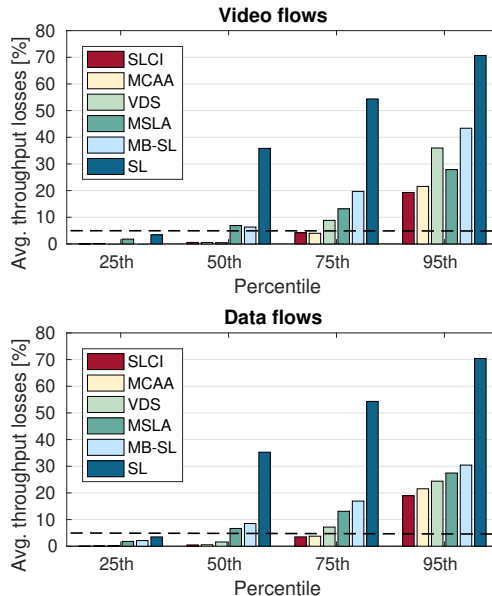 Video flows
Avg. throughput losses [%]
80
70
60
50
40
30
20
10
0
SLCI
MCAA
VDS
MSLA
MB-SL
SL
25th 50th 75th 95th
Percentile
Data flows
Avg. throughput losses [%]
80
70
60
50
40
30
20
10
0
SLCI
MCAA
VDS
MSLA
MB-SL
SL
25th 50th 75th 95th
Percentile